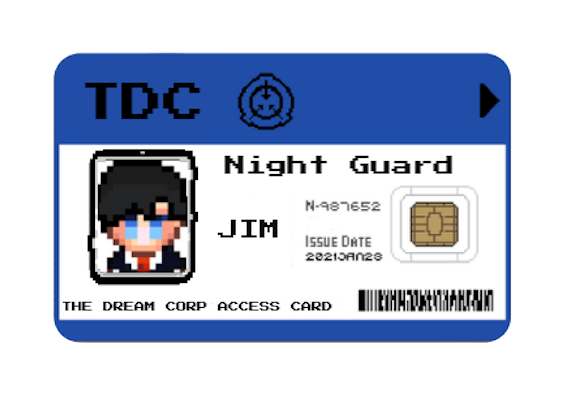 TDC
Night Guard
JIM
N-987652
ISSUE DATE
2021JAN28
THE DREAM CORP ACCESS CARD